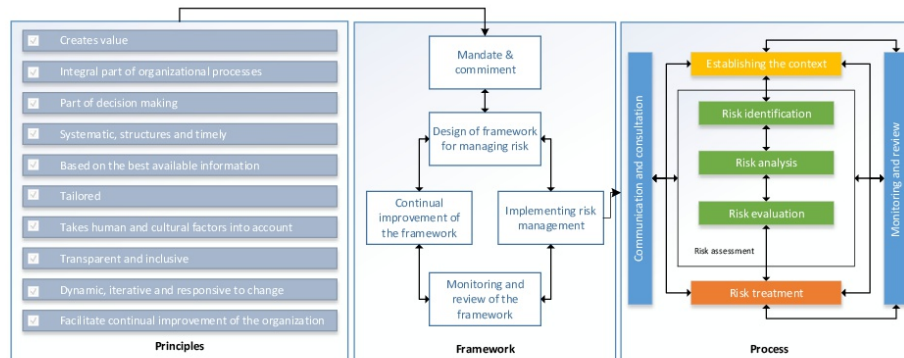 Creates value
Integral part of organizational processes
Part of decision making
Systematic, structures and timely
Based on the best available information
Tailored
Takes human and cultural factors into account
Transparent and inclusive
Dynamic, iterative and responsive to change
Facilitate continual improvement of the organization
Principles
Mandate &
commiment
Design of framework
for managing risk
Continual
improvement of
the framework
Implementing risk
management
Monitoring and
review of the
framework
Framework
Communication and consultation
Establishing the context
Risk identification
Risk analysis
Risk evaluation
Risk assessment
Risk treatment
Monitoring and review
Process